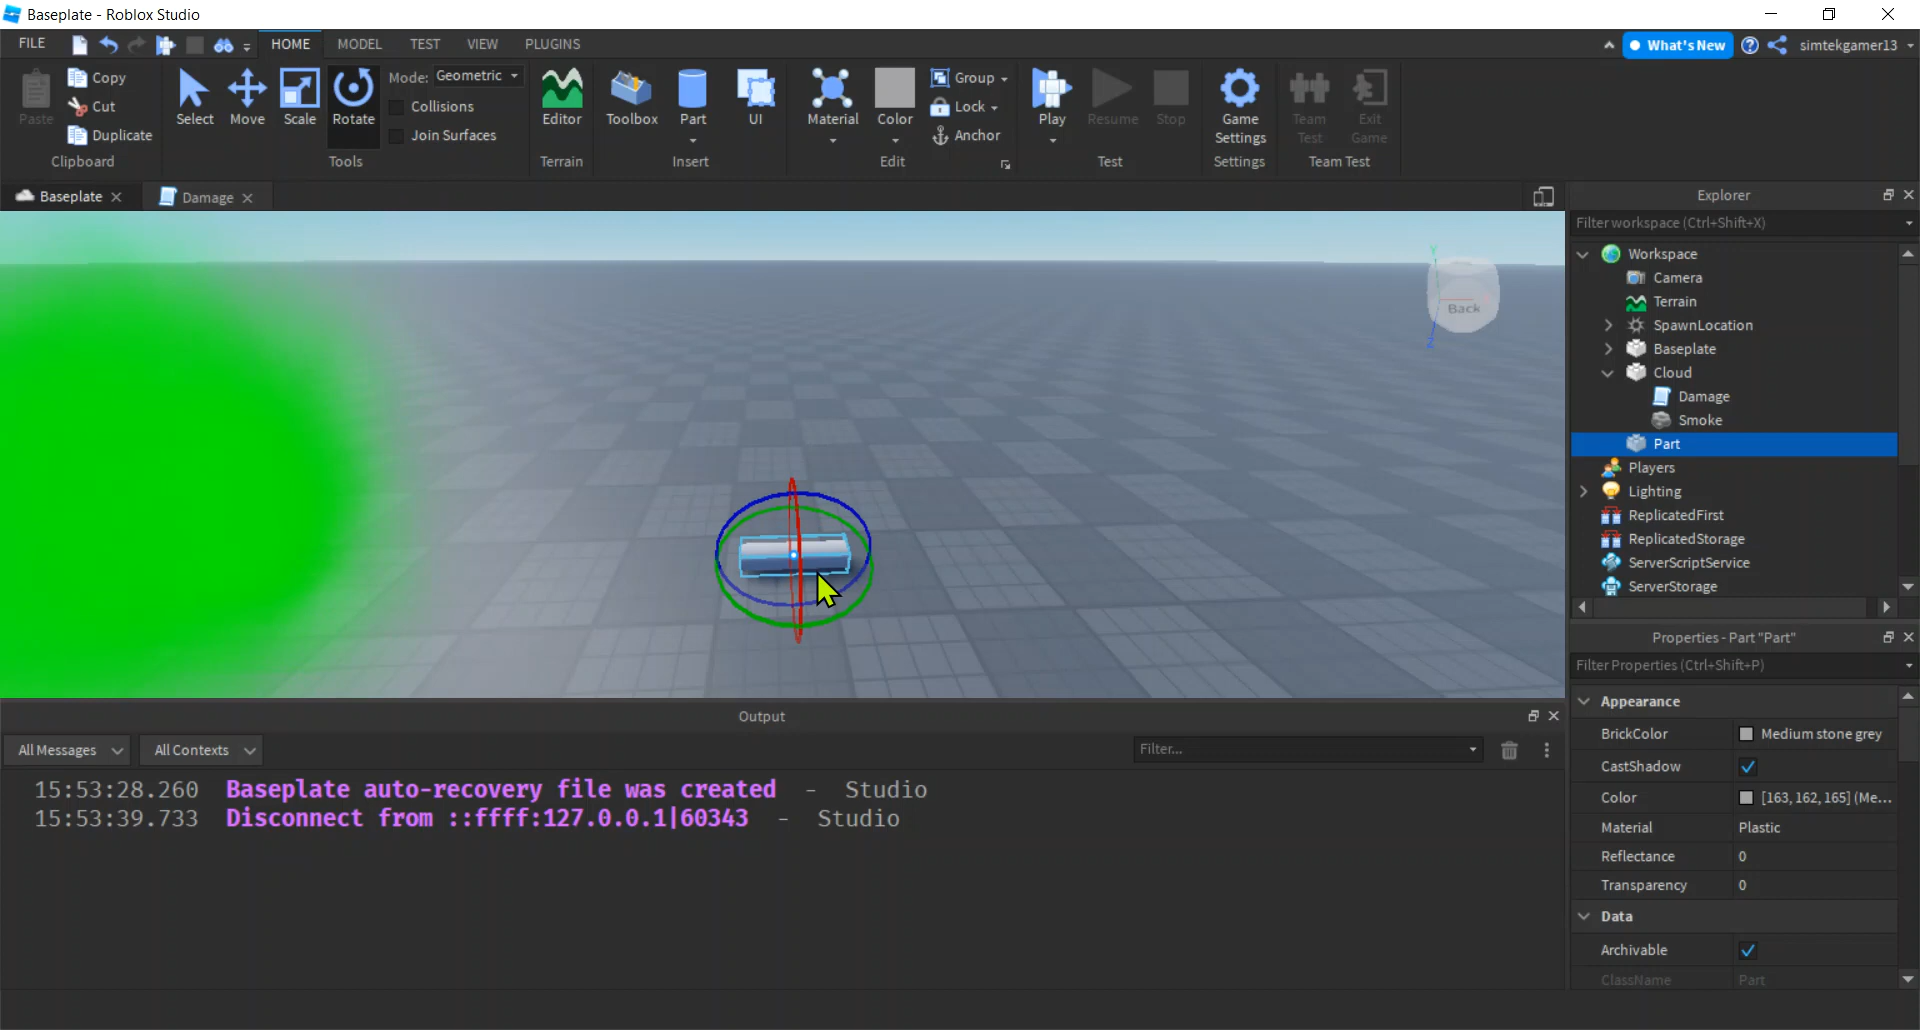 Baseplate - Roblox Studio
FILE HOME MODEL TEST VIEW PLUGINS What's New simtekgamer13
Paste
Copy
Cut
Duplicate
Clipboard
Select Move Scale Rotate
Mode: Geometric
Collisions
Join Surfaces
Tools
Editor
Terrain
Toolbox Part UI
Insert
Material Color
Group
Lock
Anchor
Edit
Play Resume Stop
Test
Game
Settings
Settings
Team
Test
Exit
Game
Team Test
Baseplate
Damage
Y
Back
Z
Explorer
Filter workspace (Ctrl+Shift+X)
Workspace
Camera
Terrain
SpawnLocation
Baseplate
Cloud
Damage
Smoke
Part
Players
Lighting
ReplicatedFirst
ReplicatedStorage
ServerScriptService
ServerStorage
Properties - Part "Part"
Filter Properties (Ctrl+Shift+P)
Appearance
BrickColor Medium stone grey
CastShadow
Color [163, 162, 165] (Me...
Material Plastic
Reflectance 0
Transparency 0
Data
Archivable
ClassName Part
Output
All Messages All Contexts Filter...
15:53:28.260 Baseplate auto-recovery file was created - Studio
15:53:39.733 Disconnect from ::ffff:127.0.0.1|60343 - Studio